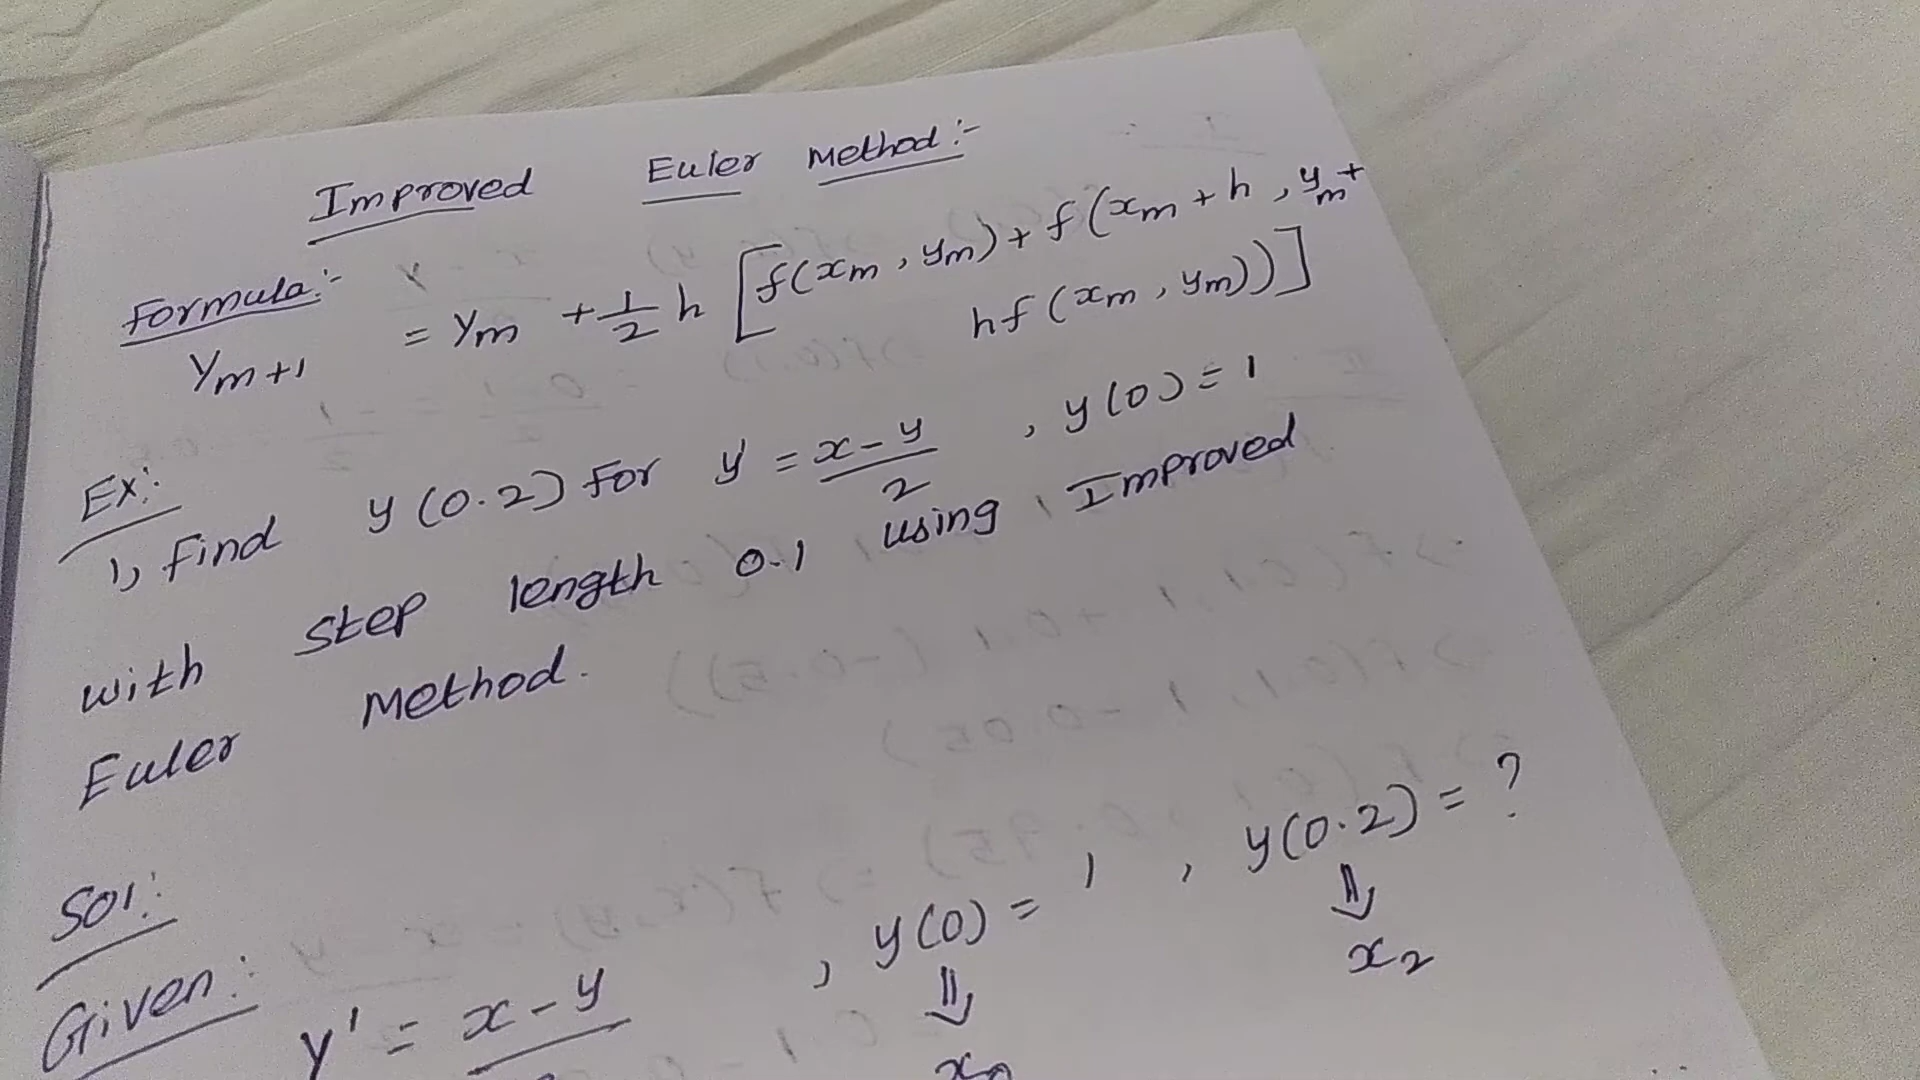 Improved Euler Method:-
Formula:-
Ym+1 = Ym + 1/2 h [f(xm, ym) + f(xm + h, ym +
hf(xm, ym))]
Ex:
1, Find y(0.2) For y' = x-y/2, y(0) = 1
with step length 0.1 using Improved
Euler Method.
Sol:
Given: y' = x-y, y(0) = 1, y(0.2) = ?
⇓ ⇓
x0 x2